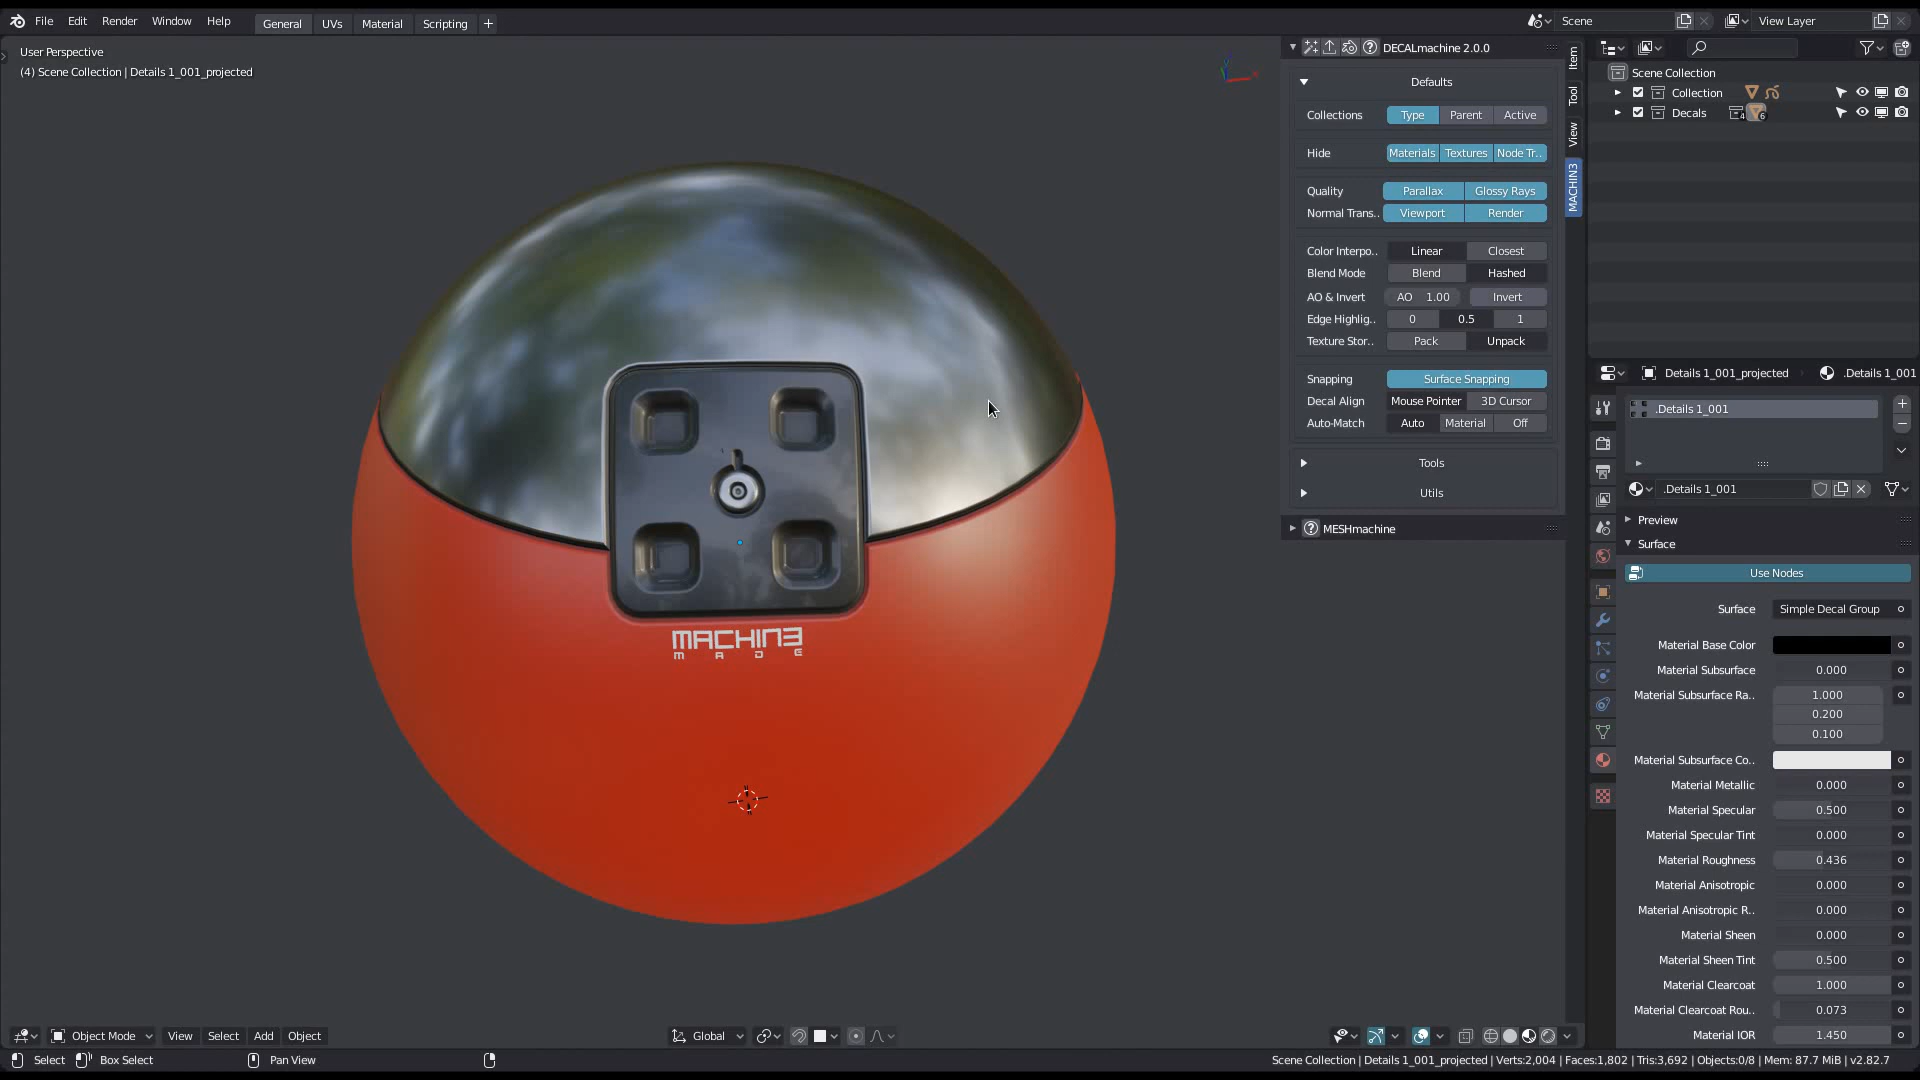 File Edit Render Window Help
General UVs Material Scripting +
Scene
View Layer
User Perspective
(4) Scene Collection | Details 1_001_projected
DECALmachine 2.0.0
Defaults
Collections Type Parent Active
Hide Materials Textures Node Tr..
Quality Parallax Glossy Rays
Normal Trans.. Viewport Render
Color Interpo.. Linear Closest
Blend Mode Blend Hashed
AO & Invert AO 1.00 Invert
Edge Highlig.. 0 0.5 1
Texture Stor.. Pack Unpack
Snapping Surface Snapping
Decal Align Mouse Pointer 3D Cursor
Auto-Match Auto Material Off
Tools
Utils
MESHmachine
Item
Tool
View
MACHIN3
Scene Collection
Collection
Decals 4 6
Details 1_001_projected .Details 1_001
.Details 1_001
.Details 1_001
Preview
Surface
Use Nodes
Surface Simple Decal Group
Material Base Color
Material Subsurface 0.000
Material Subsurface Ra.. 1.000
0.200
0.100
Material Subsurface Co..
Material Metallic 0.000
Material Specular 0.500
Material Specular Tint 0.000
Material Roughness 0.436
Material Anisotropic 0.000
Material Anisotropic R.. 0.000
Material Sheen 0.000
Material Sheen Tint 0.500
Material Clearcoat 1.000
Material Clearcoat Rou.. 0.073
Material IOR 1.450
MACHIN3
MADE
Object Mode View Select Add Object
Global
Select Box Select Pan View
Scene Collection | Details 1_001_projected | Verts:2,004 | Faces:1,802 | Tris:3,692 | Objects:0/8 | Mem: 87.7 MiB | v2.82.7